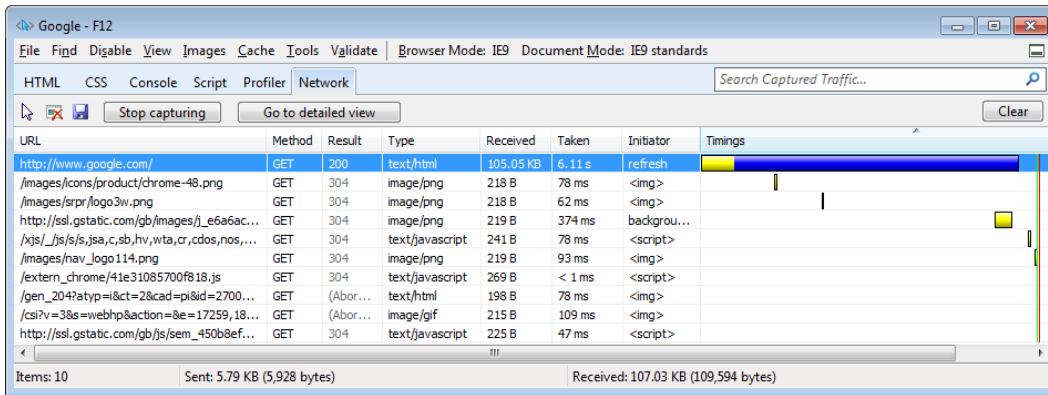 Google - F12
File Find Disable View Images Cache Tools Validate Browser Mode: IE9 Document Mode: IE9 standards
HTML CSS Console Script Profiler Network Search Captured Traffic...
Stop capturing Go to detailed view Clear
URL Method Result Type Received Taken Initiator Timings
http://www.google.com/ GET 200 text/html 105.05 KB 6.11 s refresh
/images/icons/product/chrome-48.png GET 304 image/png 218 B 78 ms <img>
/images/srpr/logo3w.png GET 304 image/png 218 B 62 ms <img>
http://ssl.gstatic.com/gb/images/j_e6a6ac... GET 304 image/png 219 B 374 ms backgrou...
/xjs/_/js/s/s,jsa,c,sb,hv,wta,cr,cdos,nos,... GET 304 text/javascript 241 B 78 ms <script>
/images/nav_logo114.png GET 304 image/png 219 B 93 ms <img>
/extern_chrome/41e31085700f818.js GET 304 text/javascript 269 B < 1 ms <script>
/gen_204?atyp=i&ct=2&cad=pi&id=2700... GET (Abor... text/html 198 B 78 ms <img>
/csi?v=3&s=webhp&action=&e=17259,18... GET (Abor... image/gif 215 B 109 ms <img>
http://ssl.gstatic.com/gb/js/sem_450b8ef... GET 304 text/javascript 225 B 47 ms <script>
Items: 10 Sent: 5.79 KB (5,928 bytes) Received: 107.03 KB (109,594 bytes)